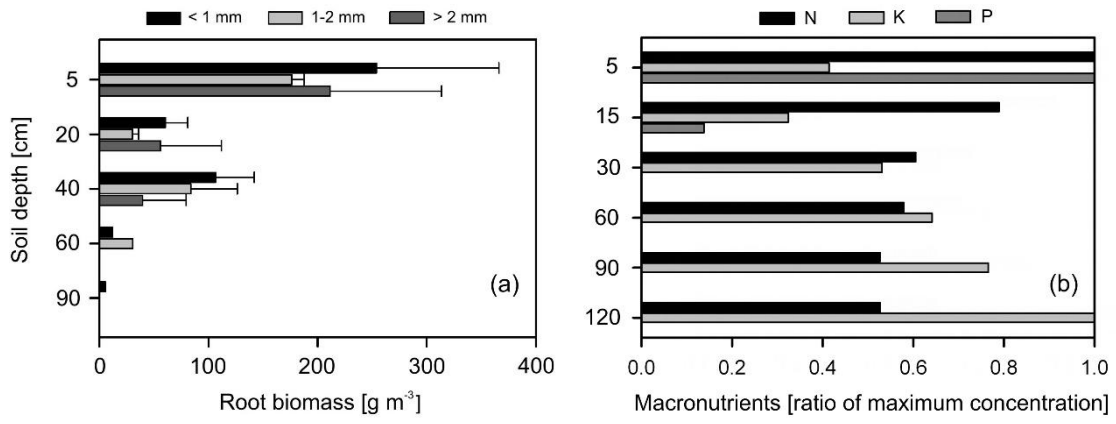 < 1 mm 1-2 mm > 2 mm
N K P
5
20
40
60
90
Soil depth [cm]
(a)
0 100 200 300 400
Root biomass [g m⁻³]
5
15
30
60
90
120
(b)
0.0 0.2 0.4 0.6 0.8 1.0
Macronutrients [ratio of maximum concentration]